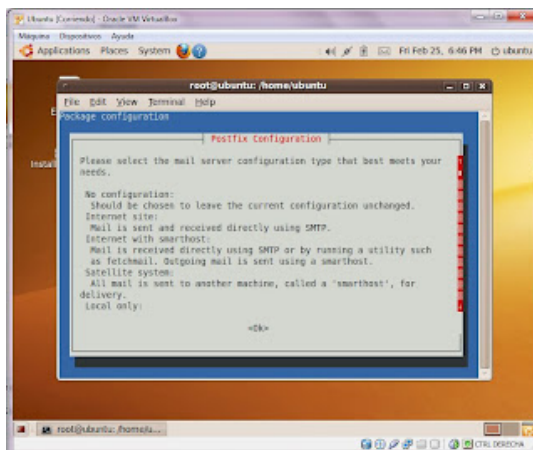 Ubuntu [Corriendo] - Oracle VM VirtualBox
Máquina Dispositivos Ayuda
Applications Places System
Fri Feb 25, 6:46 PM ubuntu
root@ubuntu: /home/ubuntu
File Edit View Terminal Help
Package configuration
Postfix Configuration
Please select the mail server configuration type that best meets your
needs.
No configuration:
Should be chosen to leave the current configuration unchanged.
Internet site:
Mail is sent and received directly using SMTP.
Internet with smarthost:
Mail is received directly using SMTP or by running a utility such
as fetchmail. Outgoing mail is sent using a smarthost.
Satellite system:
All mail is sent to another machine, called a 'smarthost', for
delivery.
Local only:
<Ok>
Install
root@ubuntu: /home/u...
CTRL DERECHA